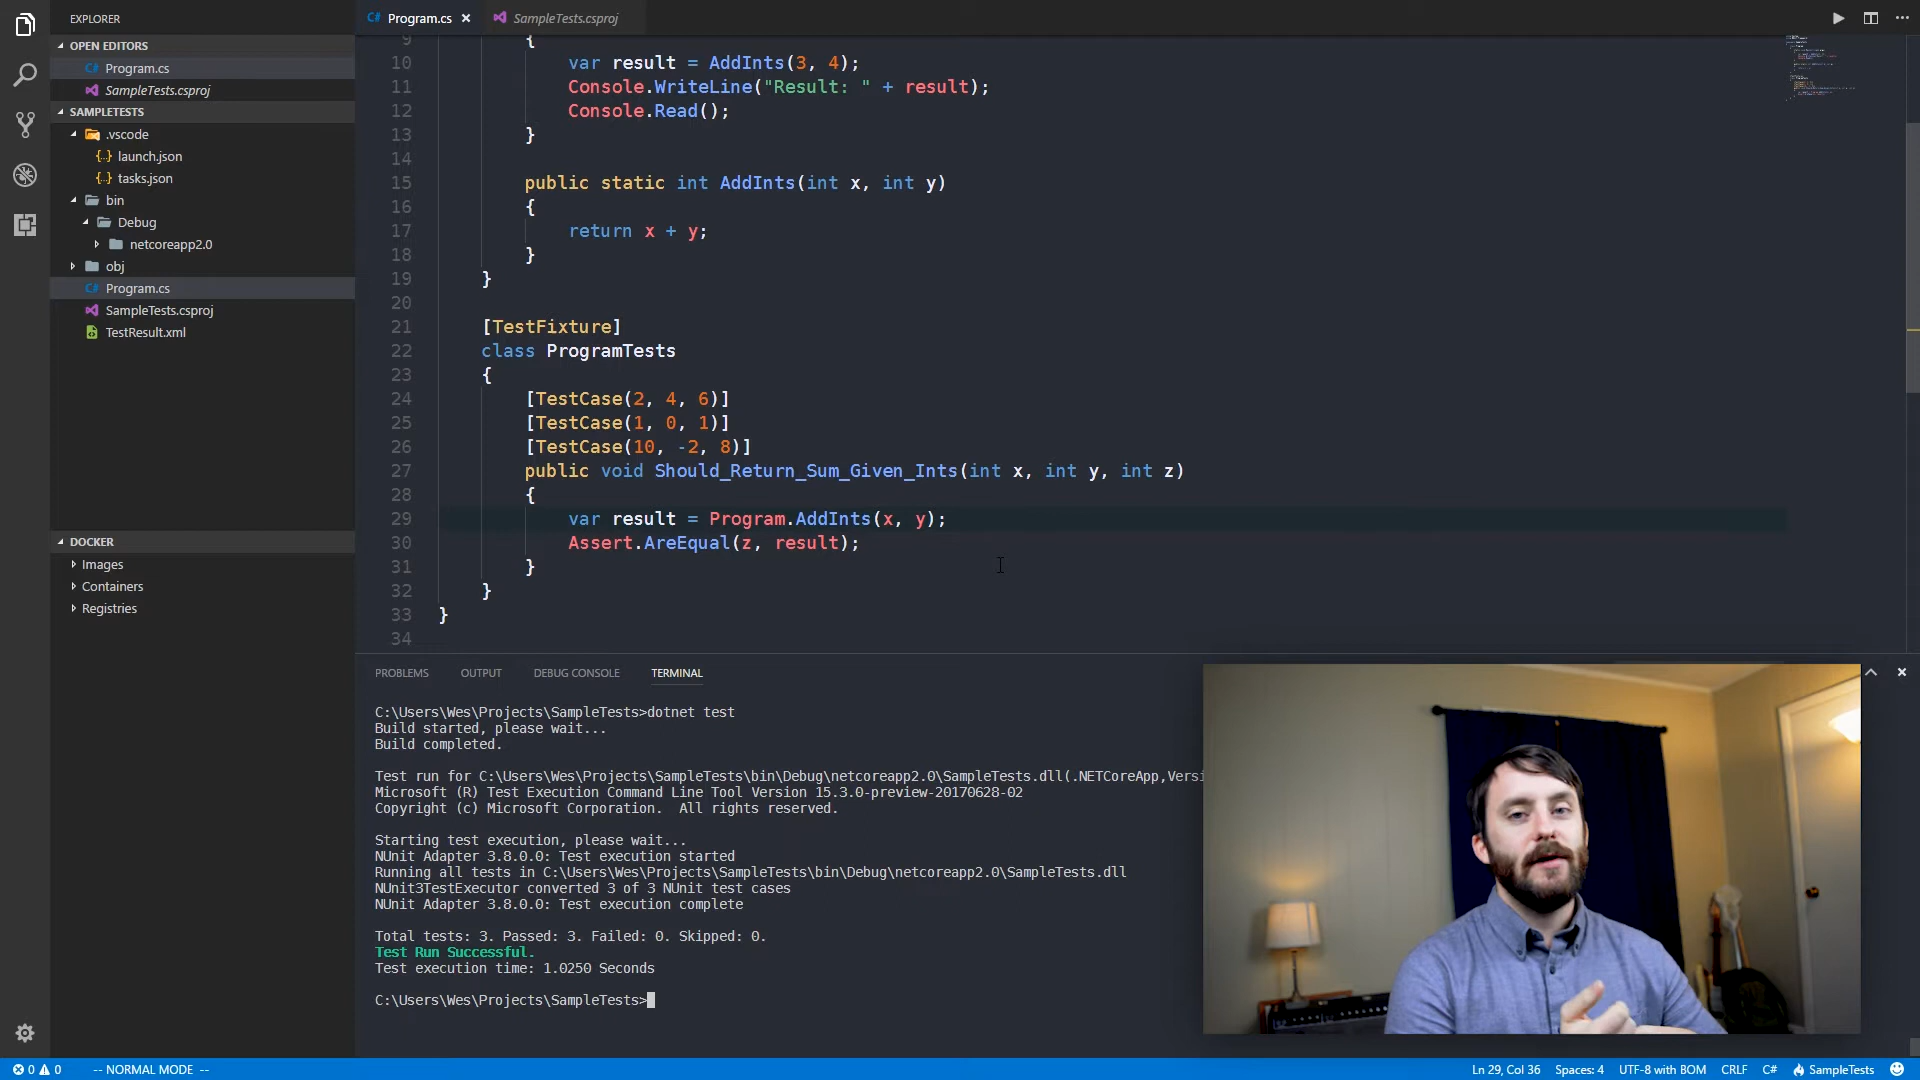 EXPLORER
OPEN EDITORS
Program.cs
SampleTests.csproj
SAMPLETESTS
.vscode
launch.json
tasks.json
bin
Debug
netcoreapp2.0
obj
Program.cs
SampleTests.csproj
TestResult.xml
DOCKER
Images
Containers
Registries
Program.cs
SampleTests.csproj
9 {
10 var result = AddInts(3, 4);
11 Console.WriteLine("Result: " + result);
12 Console.Read();
13 }
14
15 public static int AddInts(int x, int y)
16 {
17 return x + y;
18 }
19 }
20
21 [TestFixture]
22 class ProgramTests
23 {
24 [TestCase(2, 4, 6)]
25 [TestCase(1, 0, 1)]
26 [TestCase(10, -2, 8)]
27 public void Should_Return_Sum_Given_Ints(int x, int y, int z)
28 {
29 var result = Program.AddInts(x, y);
30 Assert.AreEqual(z, result);
31 }
32 }
33 }
34
PROBLEMS OUTPUT DEBUG CONSOLE TERMINAL
C:\Users\Wes\Projects\SampleTests>dotnet test
Build started, please wait...
Build completed.
Test run for C:\Users\Wes\Projects\SampleTests\bin\Debug\netcoreapp2.0\SampleTests.dll(.NETCoreApp,Versi
Microsoft (R) Test Execution Command Line Tool Version 15.3.0-preview-20170628-02
Copyright (c) Microsoft Corporation.  All rights reserved.
Starting test execution, please wait...
NUnit Adapter 3.8.0.0: Test execution started
Running all tests in C:\Users\Wes\Projects\SampleTests\bin\Debug\netcoreapp2.0\SampleTests.dll
NUnit3TestExecutor converted 3 of 3 NUnit test cases
NUnit Adapter 3.8.0.0: Test execution complete
Total tests: 3. Passed: 3. Failed: 0. Skipped: 0.
Test Run Successful.
Test execution time: 1.0250 Seconds
C:\Users\Wes\Projects\SampleTests>
0 0 -- NORMAL MODE -- Ln 29, Col 36 Spaces: 4 UTF-8 with BOM CRLF C# SampleTests